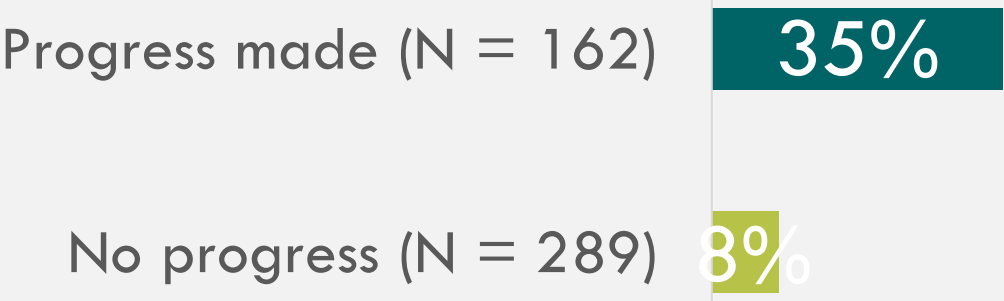 Progress made (N = 162) 35%
No progress (N = 289) 8%